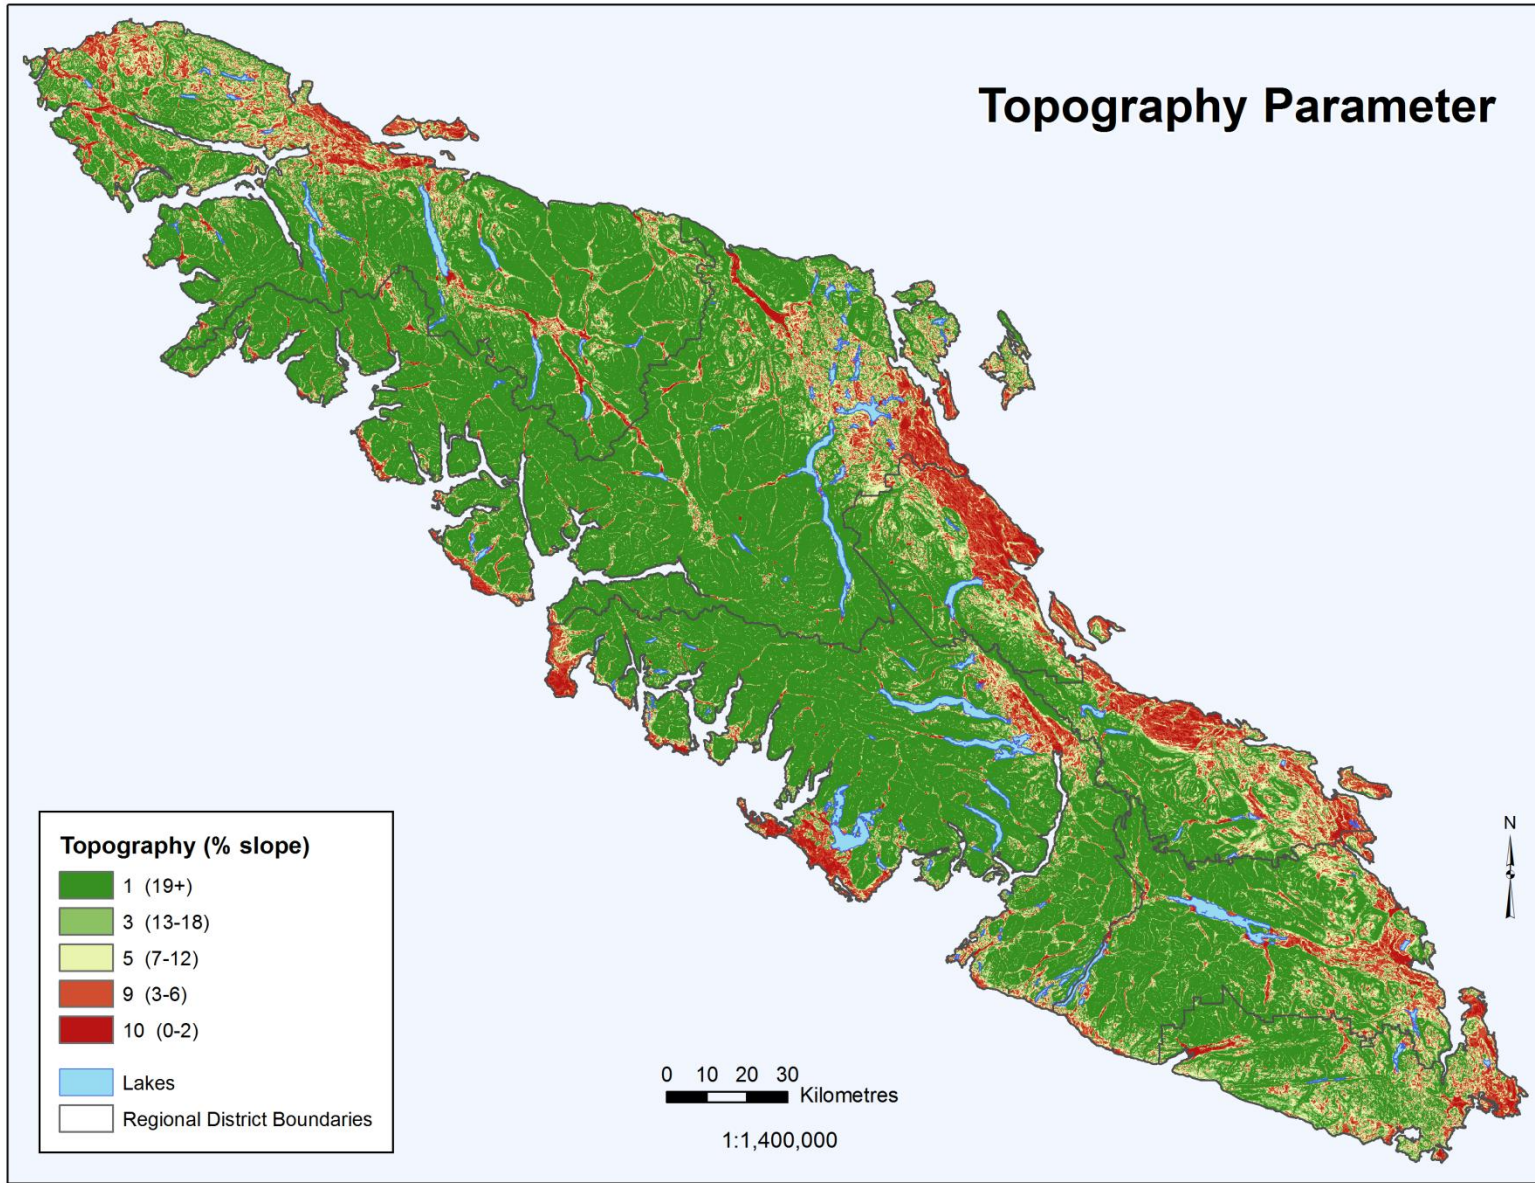 Topography Parameter
Topography (% slope)
1 (19+)
3 (13-18)
5 (7-12)
9 (3-6)
10 (0-2)
Lakes
Regional District Boundaries
0 10 20 30
Kilometres
1:1,400,000
N